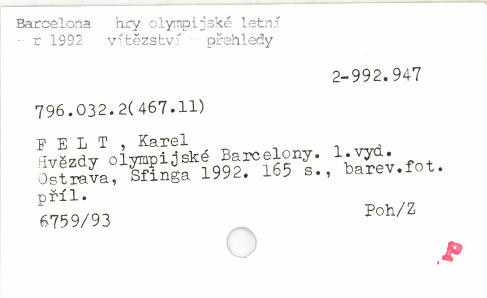 Barcelona hry olympijské letní
- r 1992 vítězství - přehledy
2-992.947
796.032.2(467.11)
F E L T , Karel
Hvězdy olympijské Barcelony. 1.vyd.
Ostrava, Sfinga 1992. 165 s., barev.fot.
příl.
6759/93
Poh/Z
P